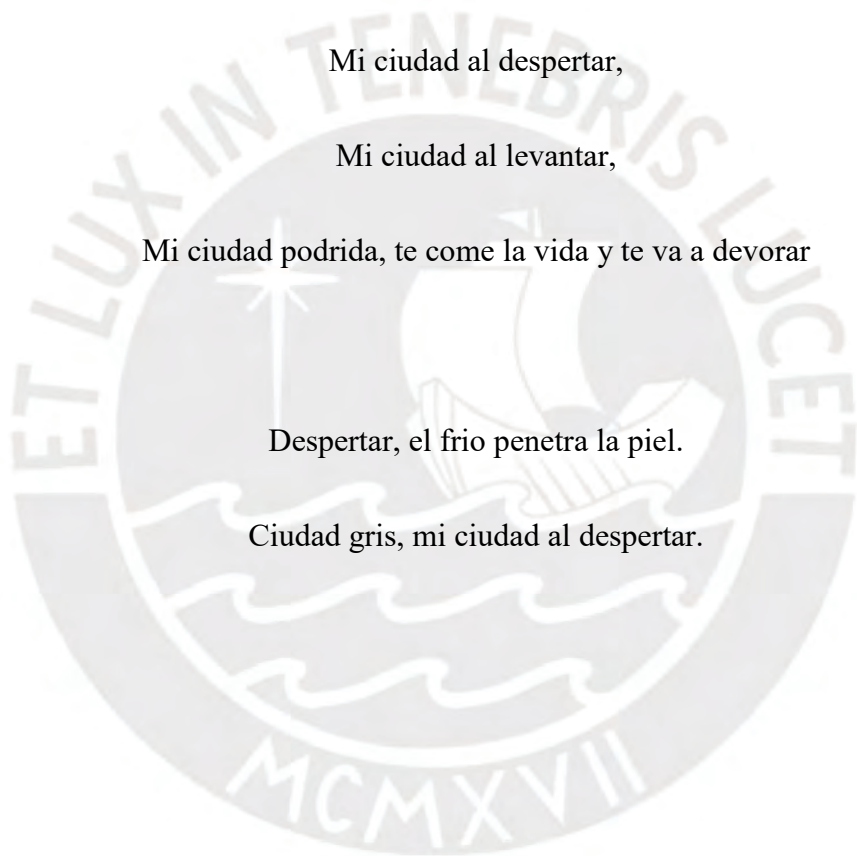 Mi ciudad al despertar,
Mi ciudad al levantar,
Mi ciudad podrida, te come la vida y te va a devorar
Despertar, el frio penetra la piel.
Ciudad gris, mi ciudad al despertar.
ET LUX IN TENEBRIS LUCET
MCMXVII